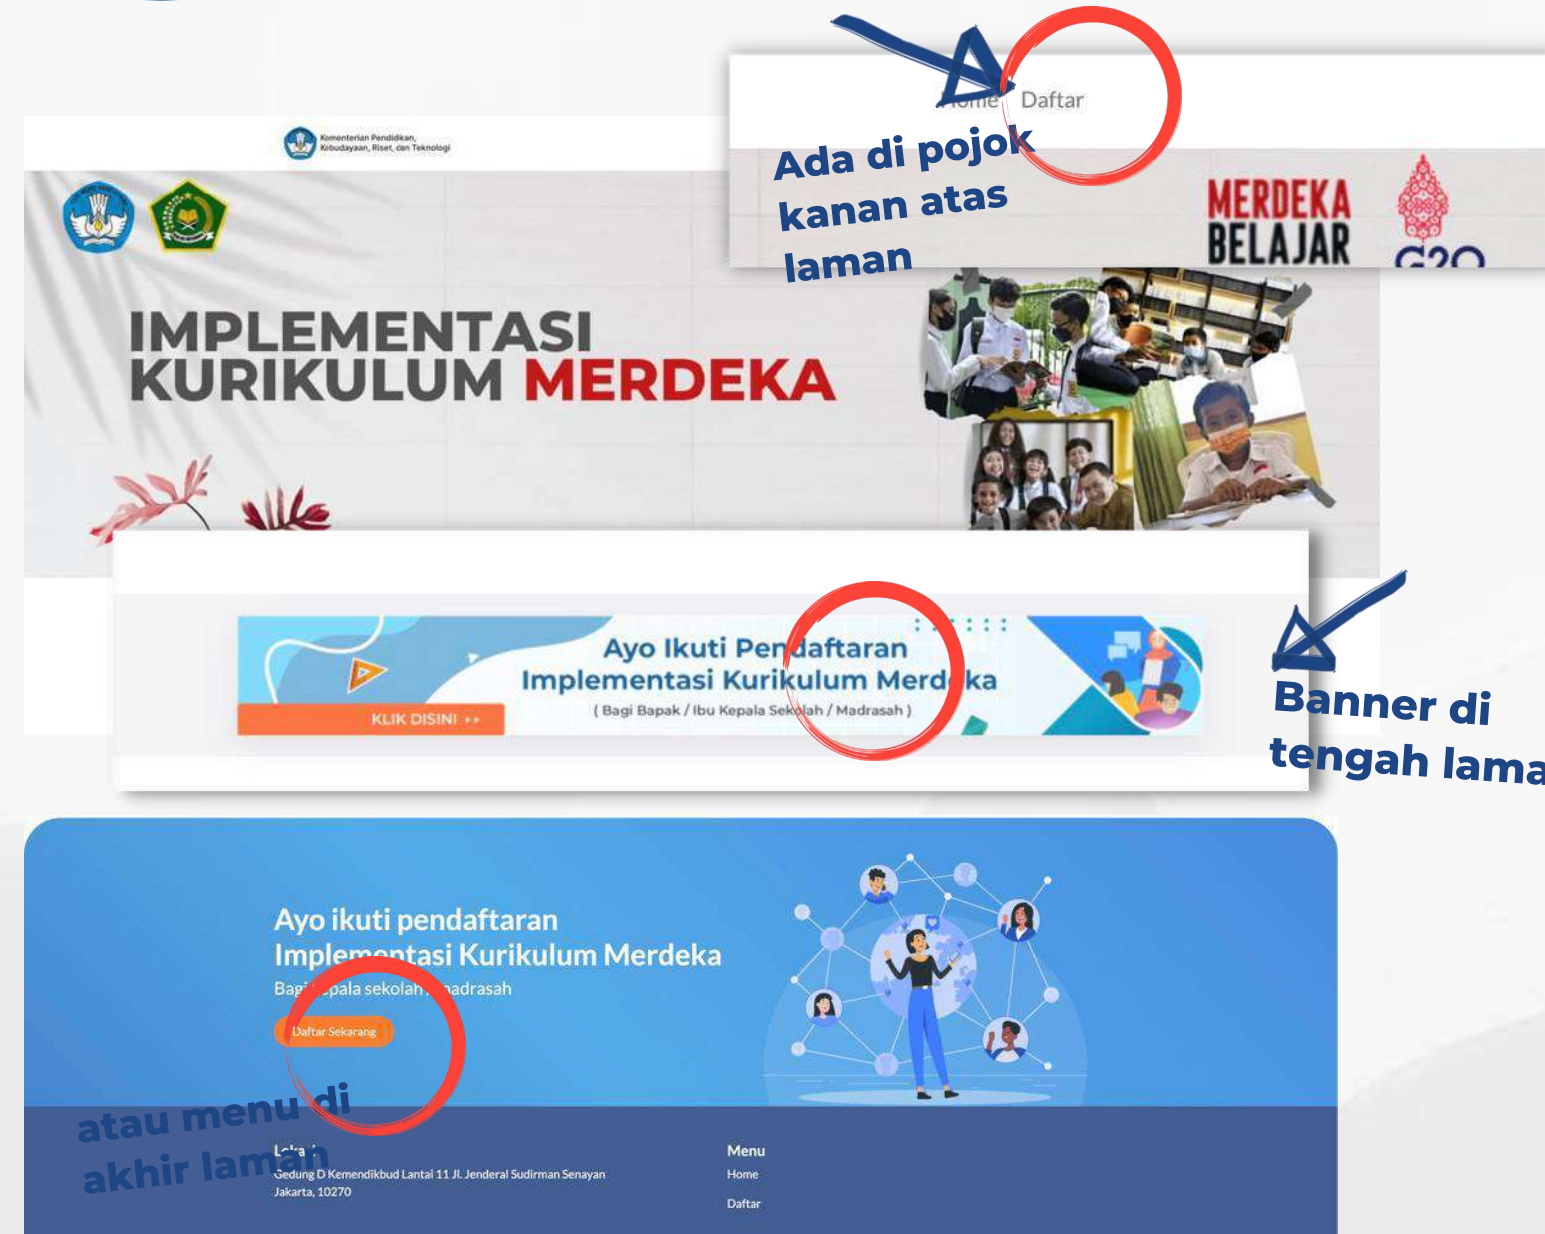 Home Daftar
Ada di pojok
kanan atas
laman
Kementerian Pendidikan,
Kebudayaan, Riset, dan Teknologi
MERDEKA
BELAJAR
G20
IMPLEMENTASI
KURIKULUM MERDEKA
Ayo Ikuti Pendaftaran
Implementasi Kurikulum Merdeka
( Bagi Bapak / Ibu Kepala Sekolah / Madrasah )
KLIK DISINI
Banner di
tengah lama
Ayo ikuti pendaftaran
Implementasi Kurikulum Merdeka
Bagi kepala sekolah / madrasah
Daftar Sekarang
atau menu di
akhir laman
Lokasi
Gedung D Kemendikbud Lantai 11 Jl. Jenderal Sudirman Senayan
Jakarta, 10270
Menu
Home
Daftar